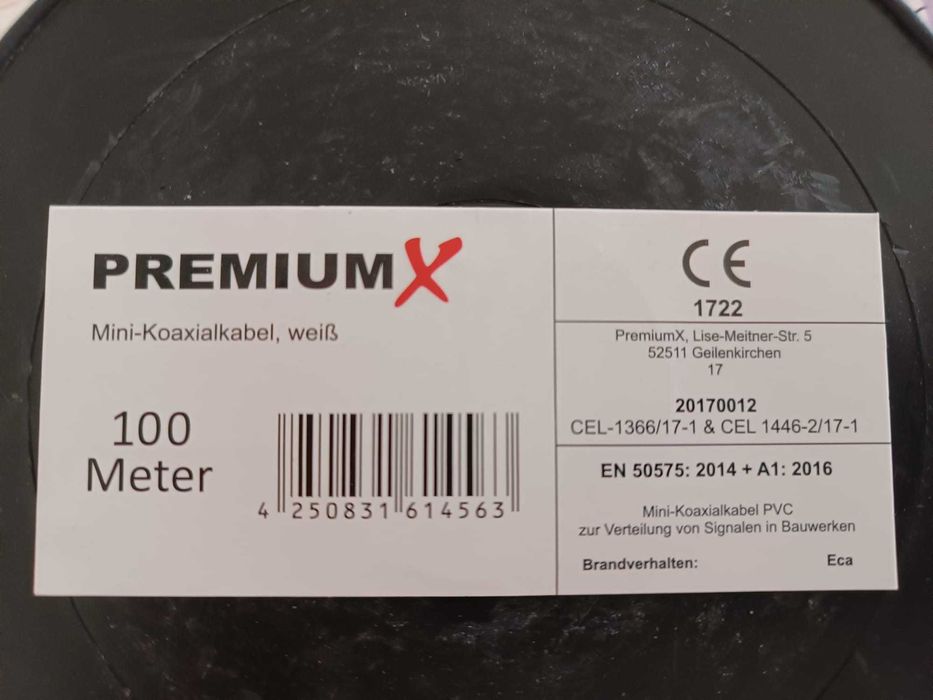 PREMIUMX
Mini-Koaxialkabel, weiß
100
Meter
4 250831 614563
CE
1722
PremiumX, Lise-Meitner-Str. 5
52511 Geilenkirchen
17
20170012
CEL-1366/17-1 & CEL 1446-2/17-1
EN 50575: 2014 + A1: 2016
Mini-Koaxialkabel PVC
zur Verteilung von Signalen in Bauwerken
Brandverhalten: Eca